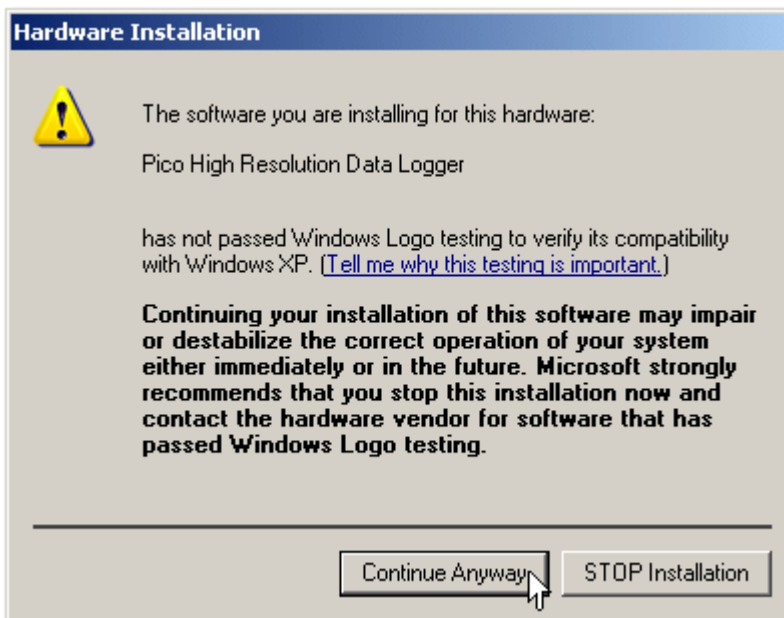 Hardware Installation
The software you are installing for this hardware:
Pico High Resolution Data Logger
has not passed Windows Logo testing to verify its compatibility
with Windows XP. (Tell me why this testing is important.)
Continuing your installation of this software may impair
or destabilize the correct operation of your system
either immediately or in the future. Microsoft strongly
recommends that you stop this installation now and
contact the hardware vendor for software that has
passed Windows Logo testing.
Continue Anyway STOP Installation